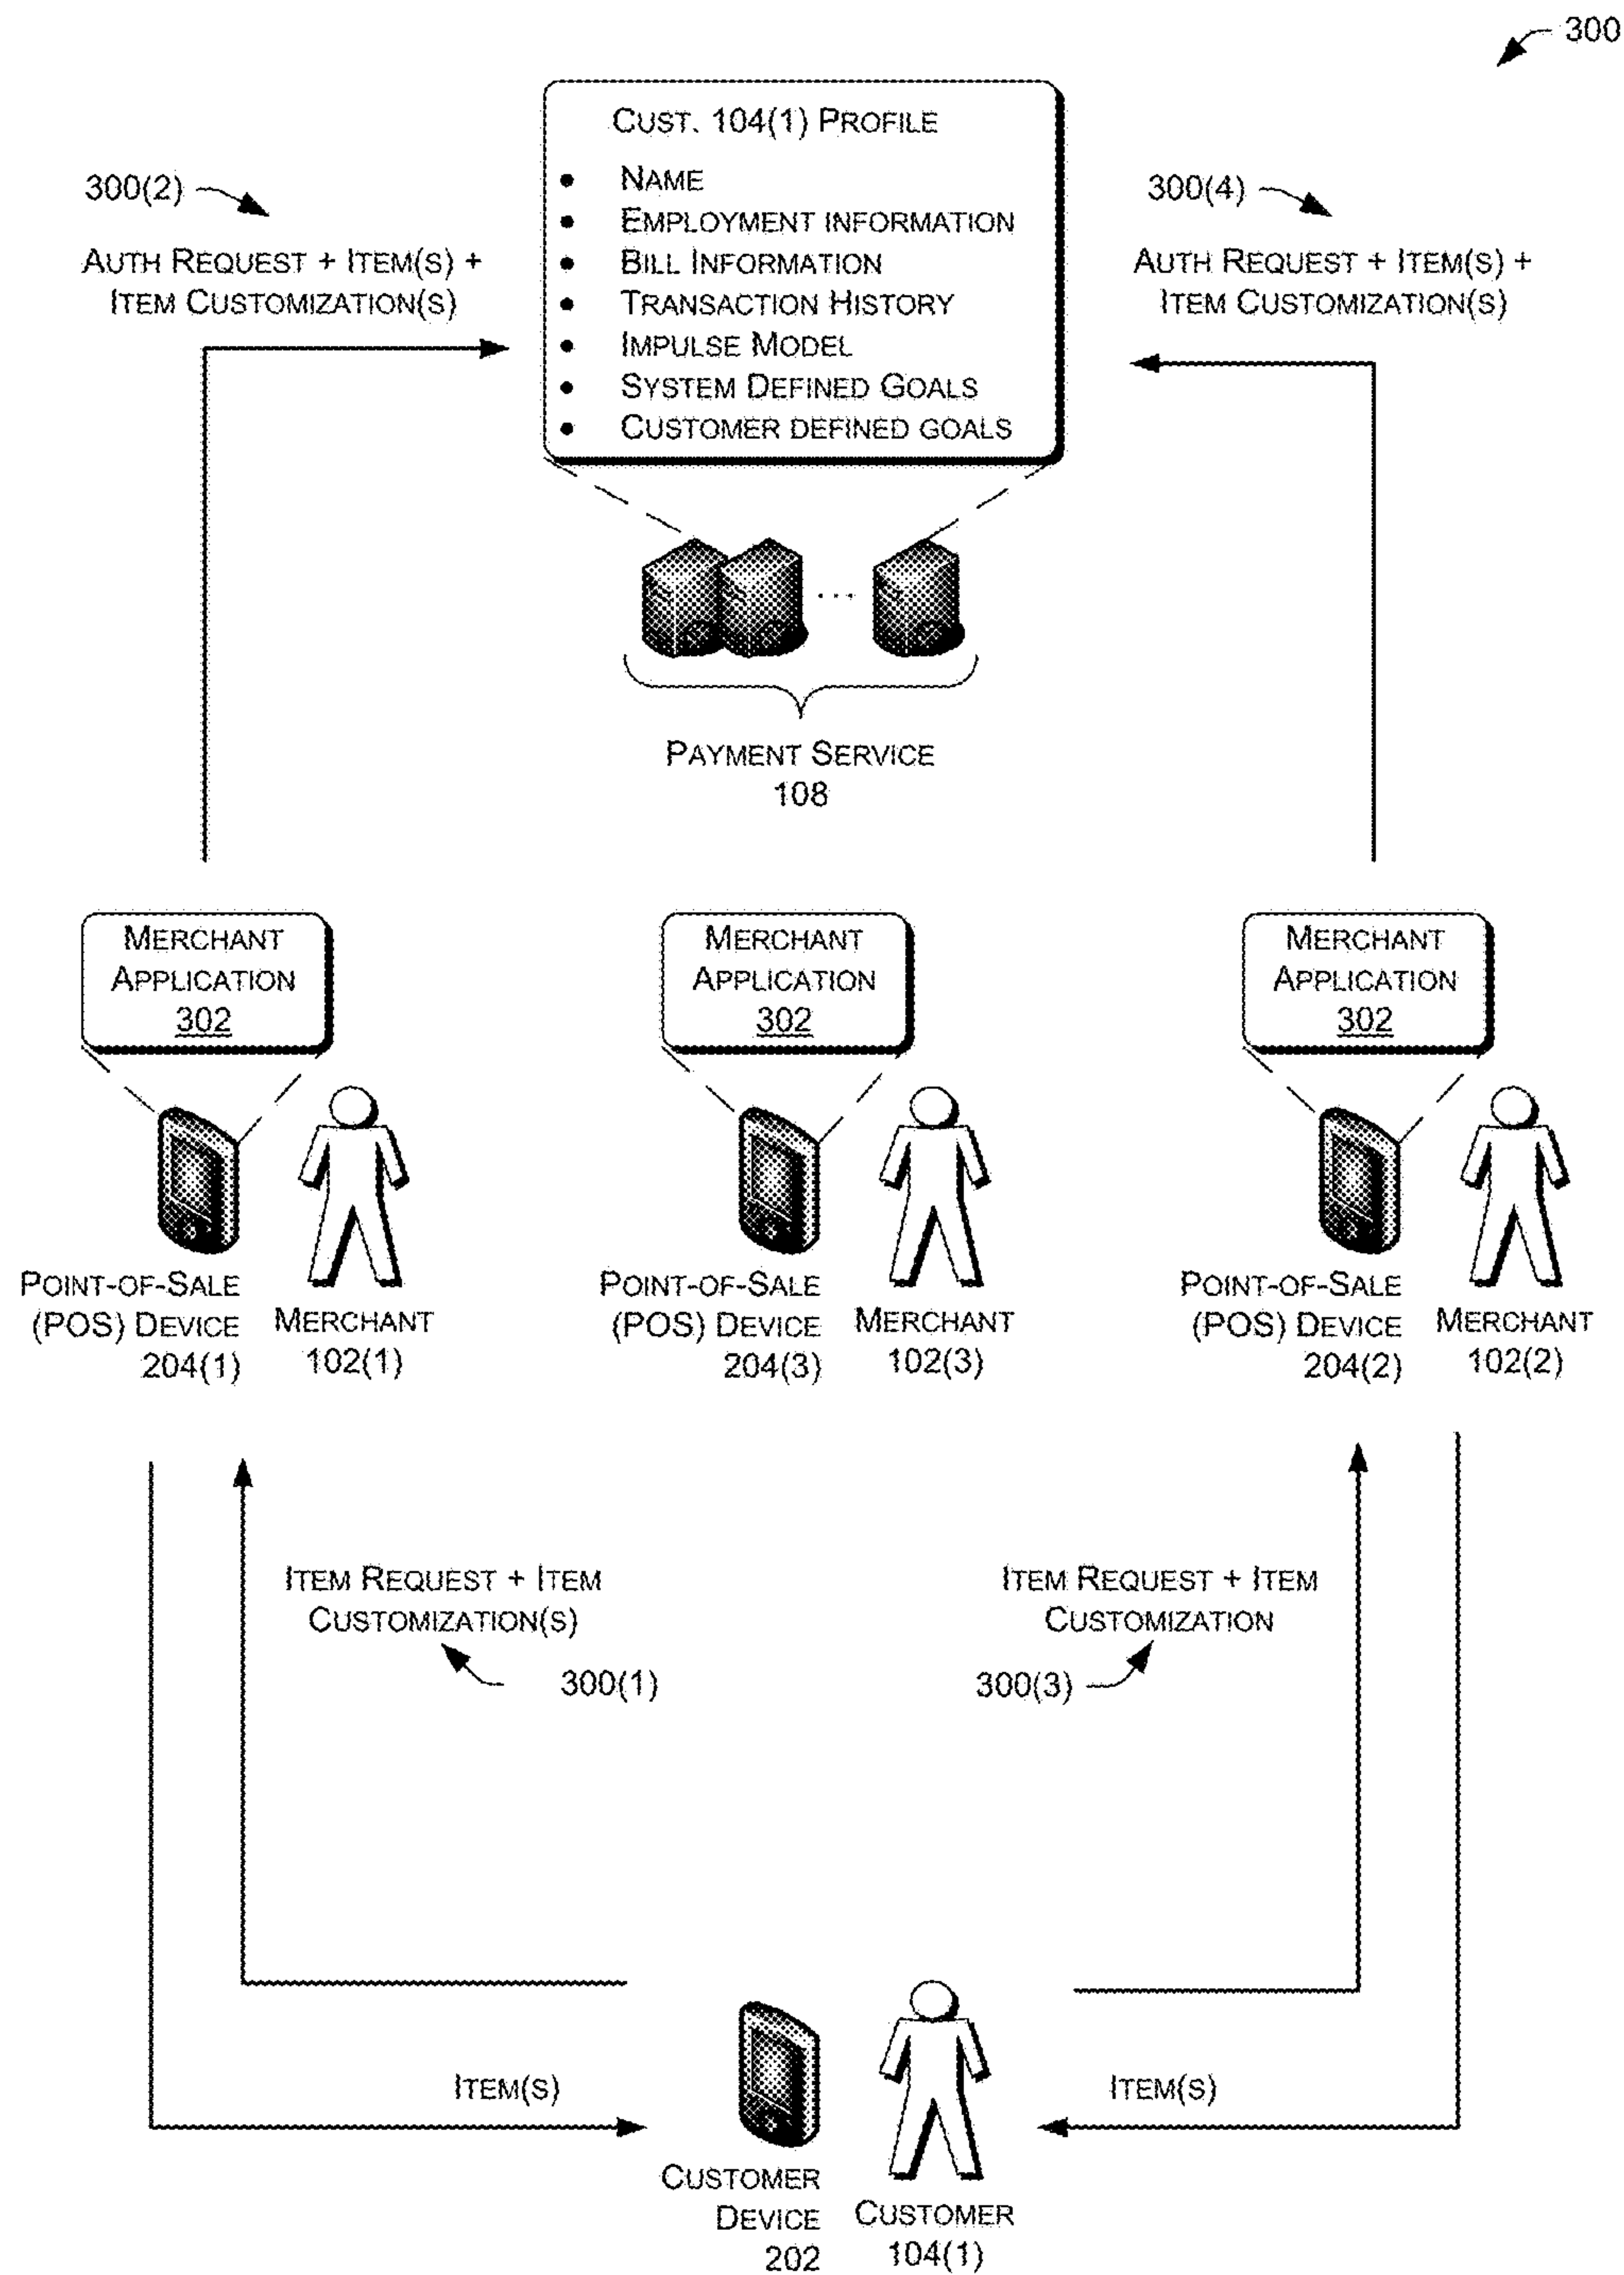 300
CUST. 104(1) PROFILE
• NAME
• EMPLOYMENT INFORMATION
• BILL INFORMATION
• TRANSACTION HISTORY
• IMPULSE MODEL
• SYSTEM DEFINED GOALS
• CUSTOMER DEFINED GOALS
300(2)
AUTH REQUEST + ITEM(S) +
ITEM CUSTOMIZATION(S)
300(4)
AUTH REQUEST + ITEM(S) +
ITEM CUSTOMIZATION(S)
...
PAYMENT SERVICE
108
MERCHANT
APPLICATION
302
MERCHANT
APPLICATION
302
MERCHANT
APPLICATION
302
POINT-OF-SALE
(POS) DEVICE
204(1)
MERCHANT
102(1)
POINT-OF-SALE
(POS) DEVICE
204(3)
MERCHANT
102(3)
POINT-OF-SALE
(POS) DEVICE
204(2)
MERCHANT
102(2)
ITEM REQUEST + ITEM
CUSTOMIZATION(S)
300(1)
ITEM REQUEST + ITEM
CUSTOMIZATION
300(3)
ITEM(S)
ITEM(S)
CUSTOMER
DEVICE
202
CUSTOMER
104(1)